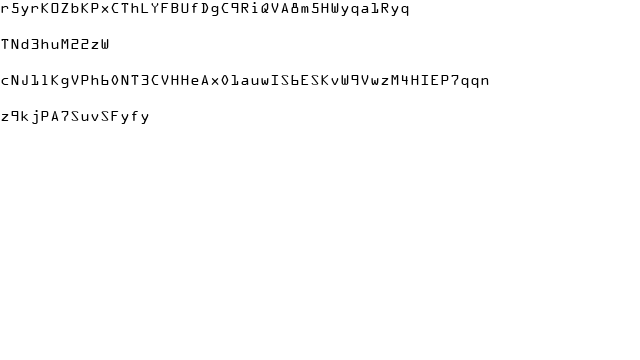 r5yrKOZbKPxCThLYFBUfDgC9RiQVA8m5HWyqa1Ryq
TNd3huM22zW
cNJ11KgVPh60NT3CVHHeAx01auwIS6ESKvW9VwzM4HIEP7qqn
z9kjPA7SuvSFyfy